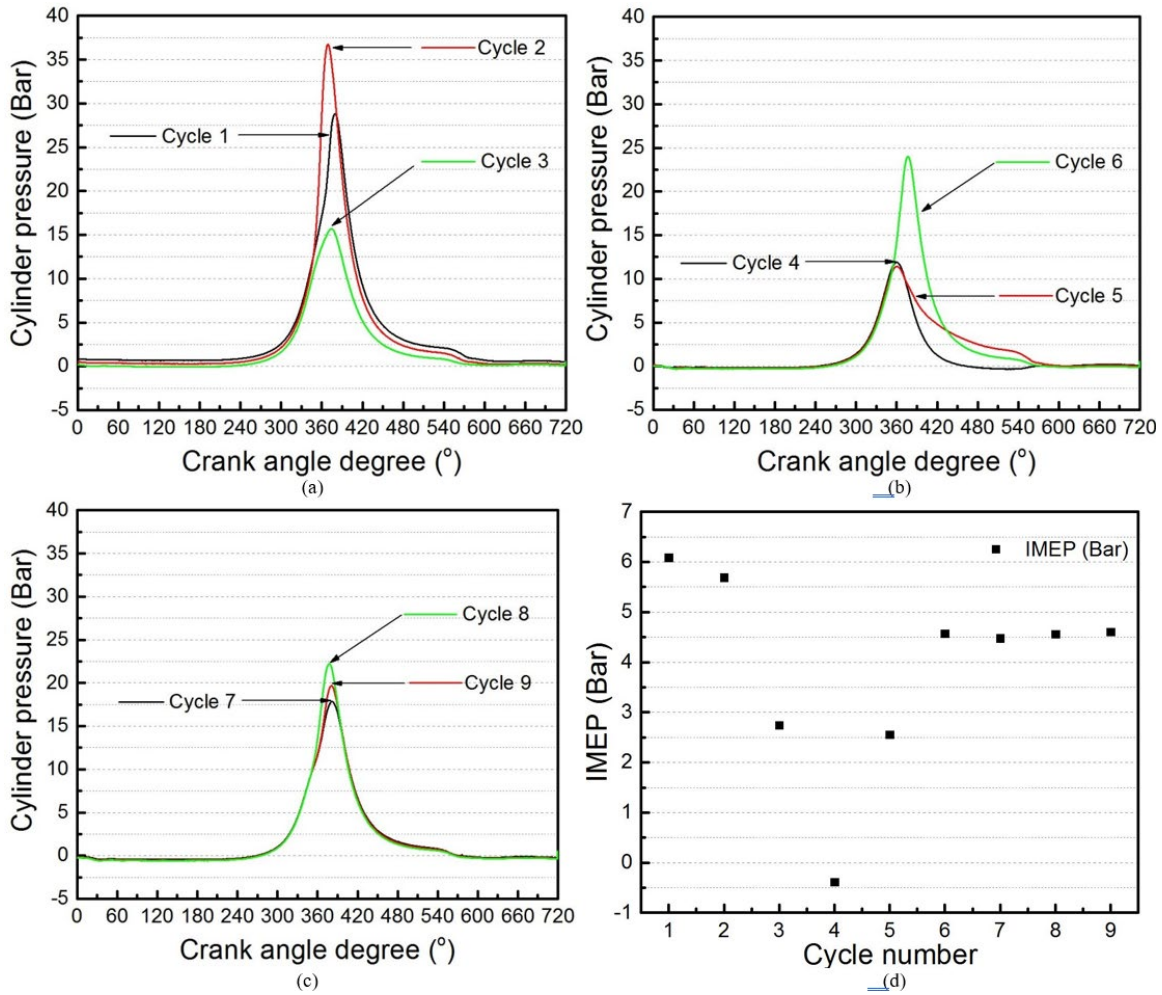 40
35
30
25
20
15
10
5
0
-5
Cylinder pressure (Bar)
Cycle 2
Cycle 1
Cycle 3
0 60 120 180 240 300 360 420 480 540 600 660 720
Crank angle degree (°)
(a)
40
35
30
25
20
15
10
5
0
-5
Cylinder pressure (Bar)
Cycle 6
Cycle 4
Cycle 5
0 60 120 180 240 300 360 420 480 540 600 660 720
Crank angle degree (°)
(b)
40
35
30
25
20
15
10
5
0
-5
Cylinder pressure (Bar)
Cycle 8
Cycle 9
Cycle 7
0 60 120 180 240 300 360 420 480 540 600 660 720
Crank angle degree (°)
(c)
7
6
5
4
3
2
1
0
-1
IMEP (Bar)
IMEP (Bar)
1 2 3 4 5 6 7 8 9
Cycle number
(d)